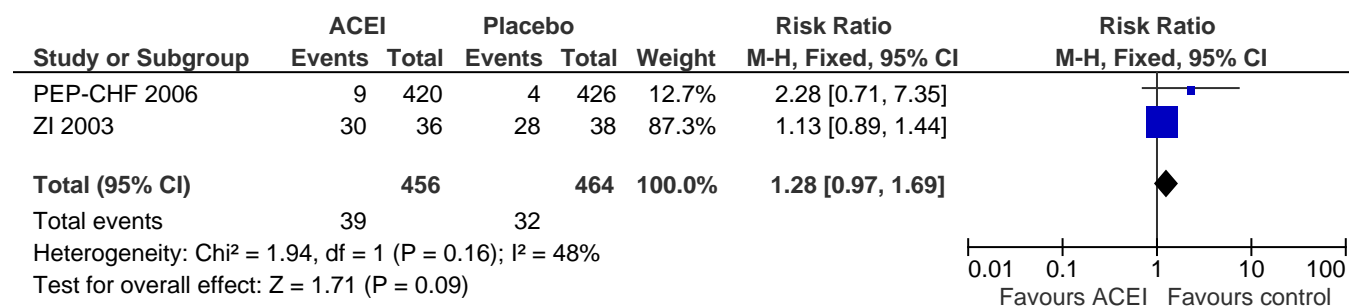 ACEI Placebo Risk Ratio Risk Ratio
Study or Subgroup Events Total Events Total Weight M-H, Fixed, 95% CI M-H, Fixed, 95% CI
PEP-CHF 2006 9 420 4 426 12.7% 2.28 [0.71, 7.35]
ZI 2003 30 36 28 38 87.3% 1.13 [0.89, 1.44]
Total (95% CI) 456 464 100.0% 1.28 [0.97, 1.69]
Total events 39 32
Heterogeneity: Chi² = 1.94, df = 1 (P = 0.16); I² = 48%
Test for overall effect: Z = 1.71 (P = 0.09)
0.01 0.1 1 10 100
Favours ACEI Favours control